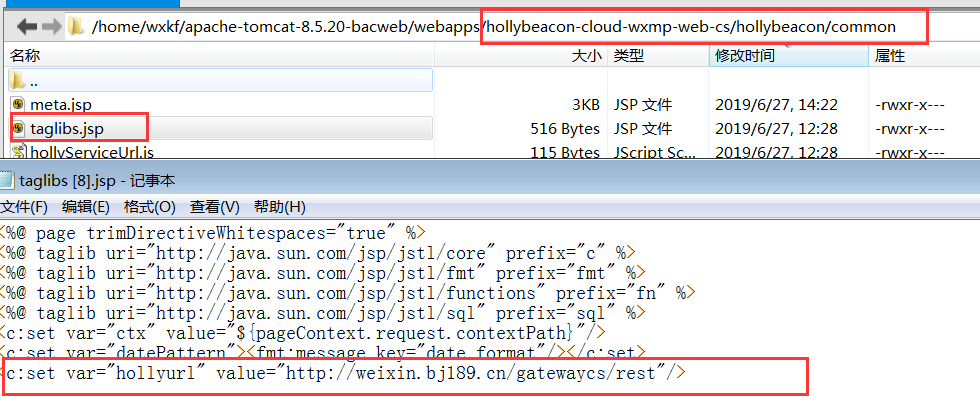 /home/wxkf/apache-tomcat-8.5.20-bacweb/webapps/hollybeacon-cloud-wxmp-web-cs/hollybeacon/common
名称 大小 类型 修改时间 属性
..
meta.jsp 3KB JSP 文件 2019/6/27, 14:22 -rwxr-x---
taglibs.jsp 516 Bytes JSP 文件 2019/6/27, 12:28 -rwxr-x---
hollyServiceUrl.js 115 Bytes JScript Sc... 2019/6/27, 12:28 -rwxr-x---
taglibs [8].jsp - 记事本
文件(F) 编辑(E) 格式(O) 查看(V) 帮助(H)
<%@ page trimDirectiveWhitespaces="true" %>
<%@ taglib uri="http://java.sun.com/jsp/jstl/core" prefix="c" %>
<%@ taglib uri="http://java.sun.com/jsp/jstl/fmt" prefix="fmt" %>
<%@ taglib uri="http://java.sun.com/jsp/jstl/functions" prefix="fn" %>
<%@ taglib uri="http://java.sun.com/jsp/jstl/sql" prefix="sql" %>
<c:set var="ctx" value="${pageContext.request.contextPath}"/>
<c:set var="datePattern"><fmt:message key="date.format"/></c:set>
<c:set var="hollyurl" value="http://weixin.bj189.cn/gatewaycs/rest"/>